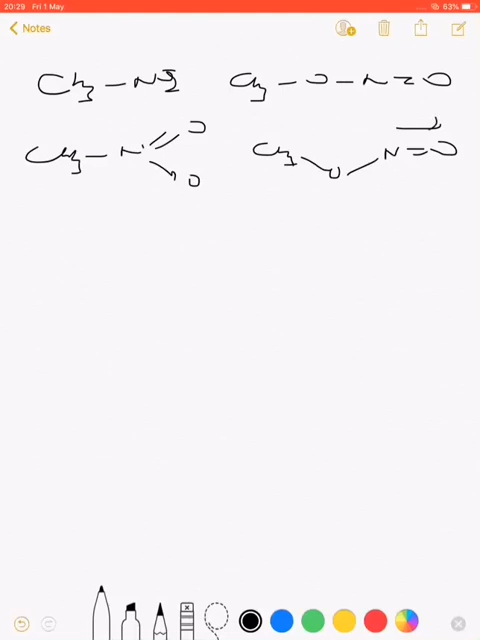 20:29 Fri 1 May 63%
Notes
CH3 – NO2 CH3 – O – N = O
CH3 – N = O → O CH3 – O – N = O